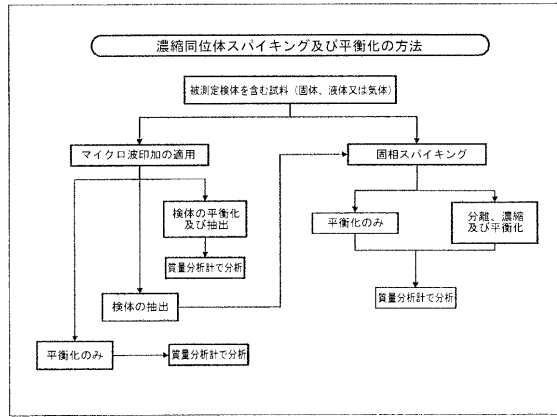 濃縮同位体スパイキング及び平衡化の方法
被測定検体を含む試料（固体、液体又は気体）
マイクロ波印加の適用
固相スパイキング
検体の平衡化
及び抽出
平衡化のみ
分離、濃縮
及び平衡化
質量分析計で分析
検体の抽出
質量分析計で分析
平衡化のみ
質量分析計で分析